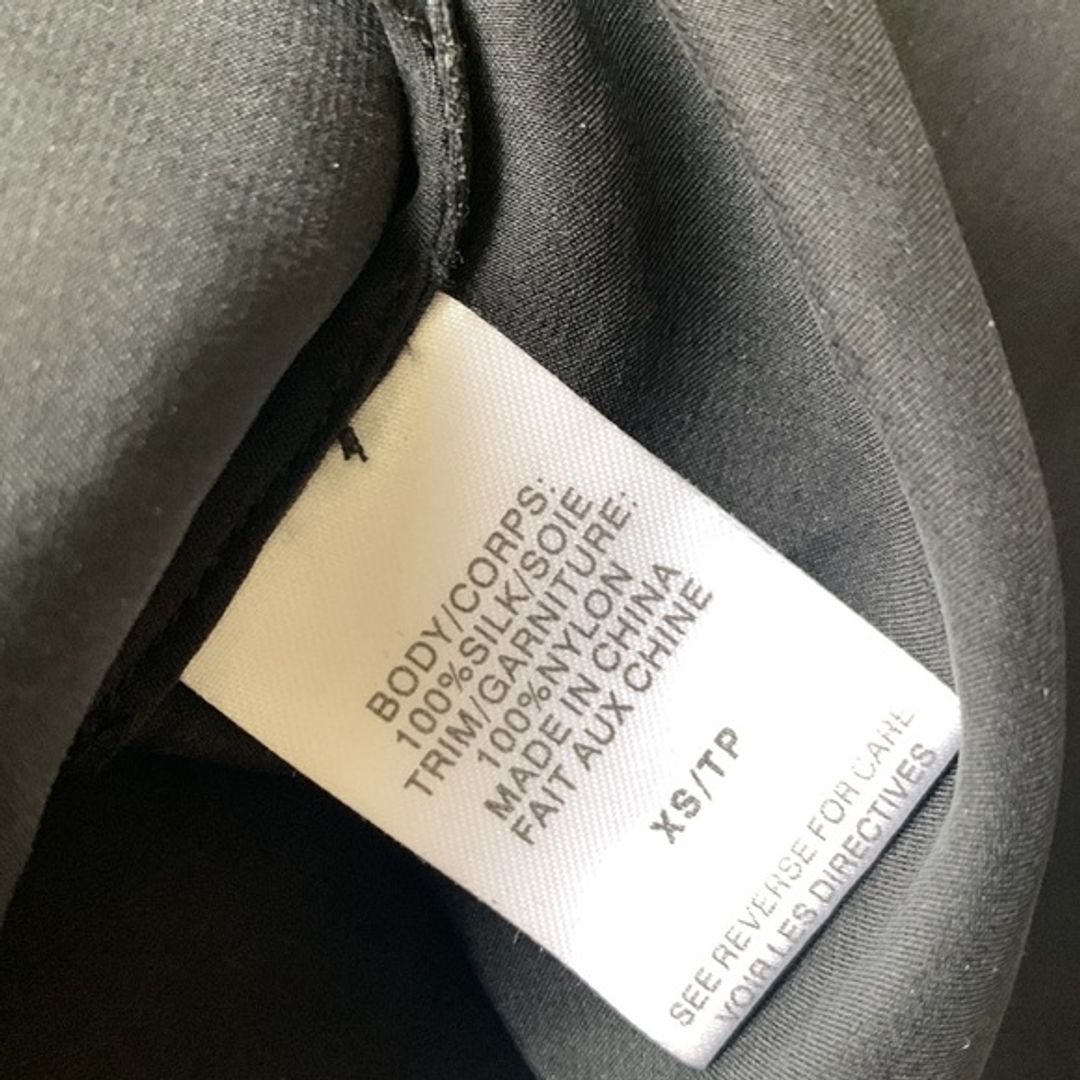 BODY/CORPS:
100%SILK/SOIE
TRIM/GARNITURE:
100%NYLON
MADE IN CHINA
FAIT AUX CHINE
XS/TP
SEE REVERSE FOR CARE
VOIR LES DIRECTIVES